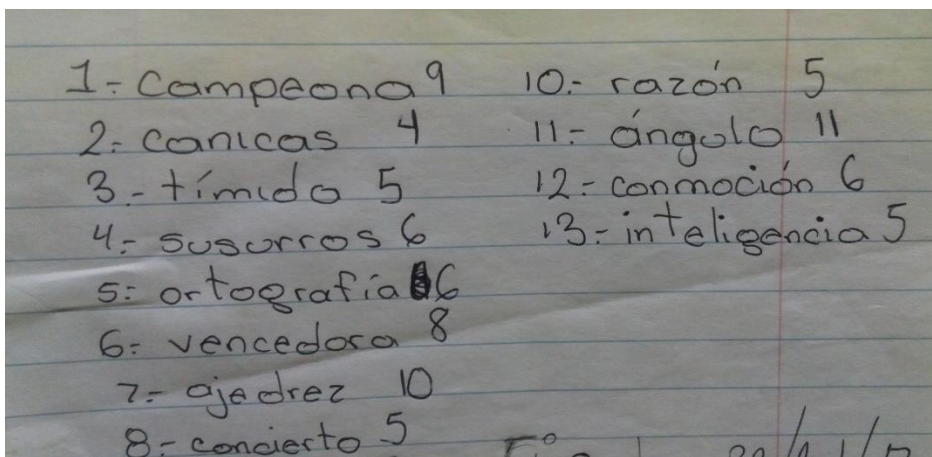 1.- Campeona 9
2.- canicas 4
3.- tímida 5
4.- susurros 6
5.- ortografía 6
6.- vencedora 8
7.- ajedrez 10
8.- concierto 5
10.- razón 5
11.- ángulo 11
12.- conmoción 6
13.- inteligencia 5